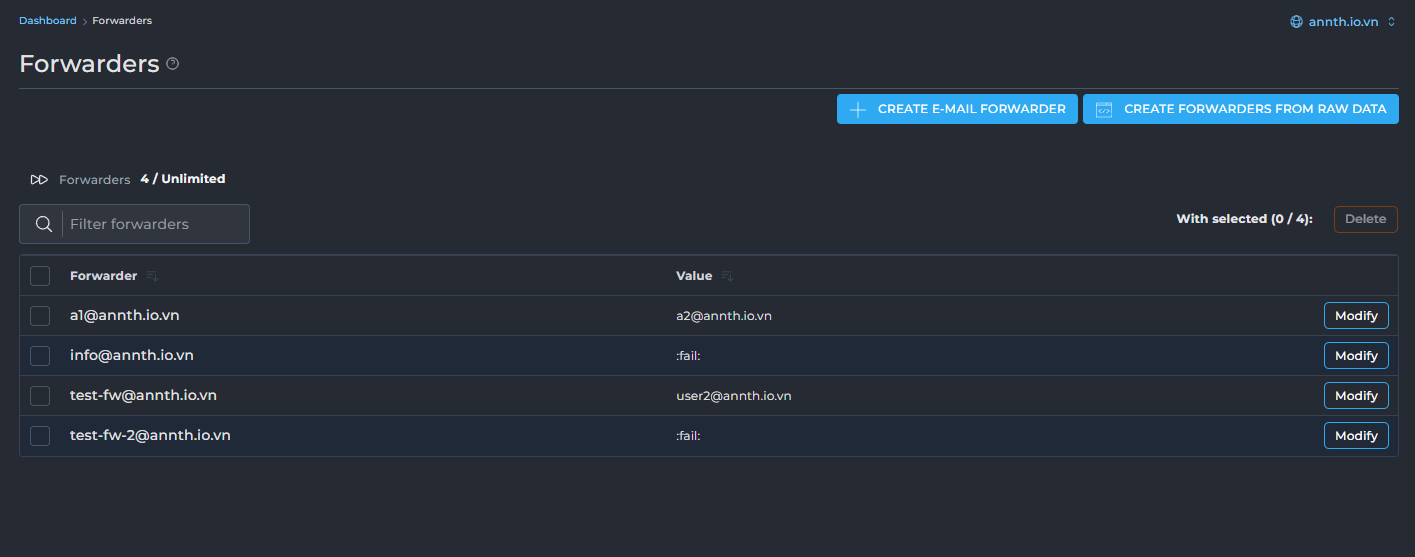 Dashboard > Forwarders
annth.io.vn
Forwarders
CREATE E-MAIL FORWARDER
CREATE FORWARDERS FROM RAW DATA
Forwarders 4 / Unlimited
Filter forwarders
With selected (0 / 4):
Delete
Forwarder Value
a1@annth.io.vn a2@annth.io.vn Modify
info@annth.io.vn :fail: Modify
test-fw@annth.io.vn user2@annth.io.vn Modify
test-fw-2@annth.io.vn :fail: Modify